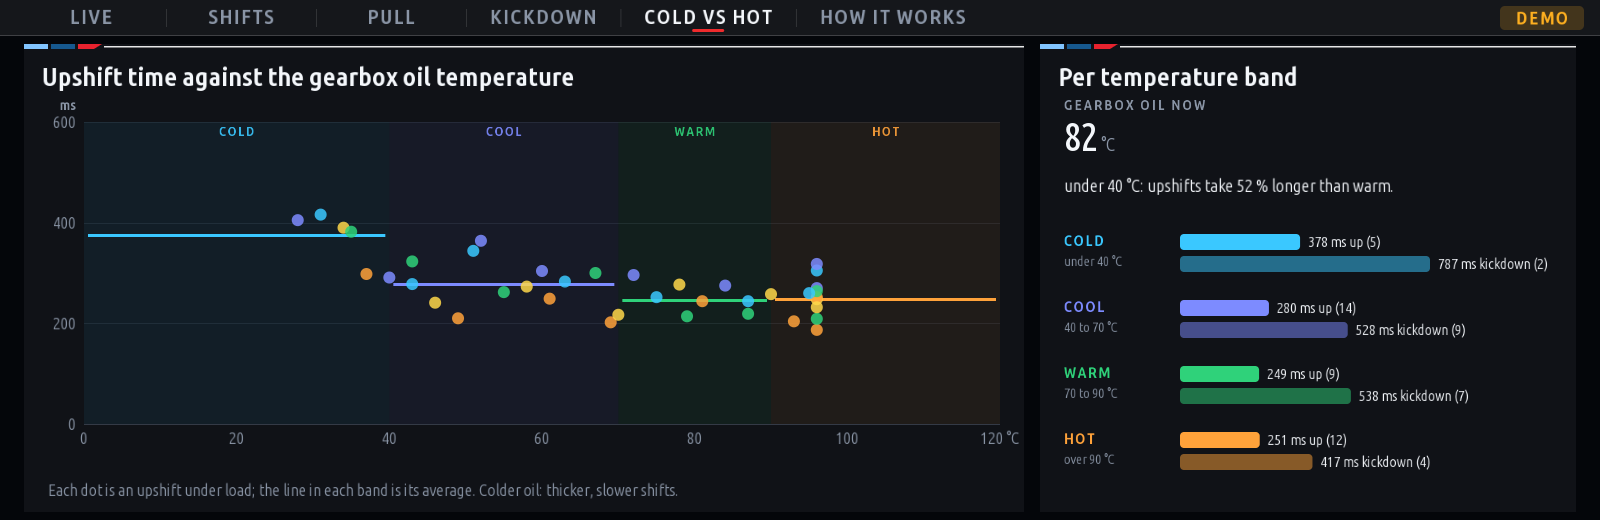 LIVE
SHIFTS
PULL
KICKDOWN
COLD VS HOT
HOW IT WORKS
DEMO
Upshift time against the gearbox oil temperature
ms
600
COLD
COOL
WARM
HOT
400
200
0
0
20
40
60
80
100
120 °C
Each dot is an upshift under load; the line in each band is its average. Colder oil: thicker, slower shifts.
Per temperature band
GEARBOX OIL NOW
82 °C
under 40 °C: upshifts take 52 % longer than warm.
COLD
378 ms up (5)
under 40 °C
787 ms kickdown (2)
COOL
280 ms up (14)
40 to 70 °C
528 ms kickdown (9)
WARM
249 ms up (9)
70 to 90 °C
538 ms kickdown (7)
HOT
251 ms up (12)
over 90 °C
417 ms kickdown (4)